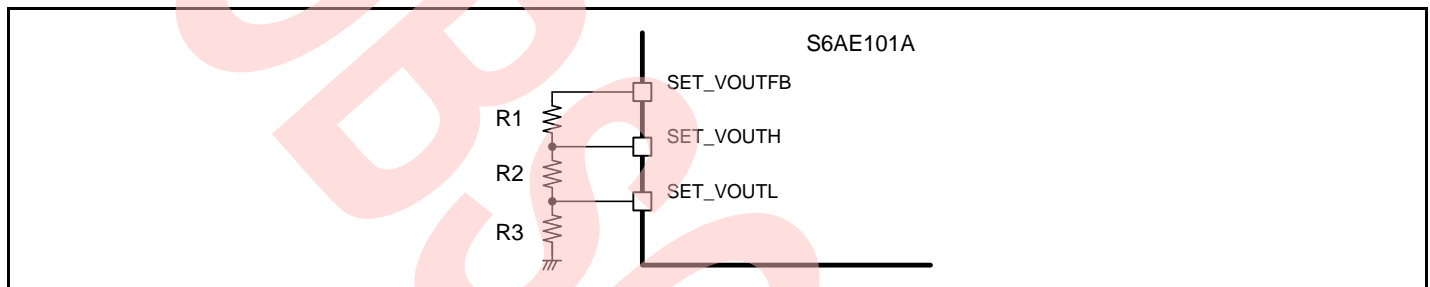 S6AE101A
SET_VOUTFB
R1
SET_VOUTH
R2
SET_VOUTL
R3